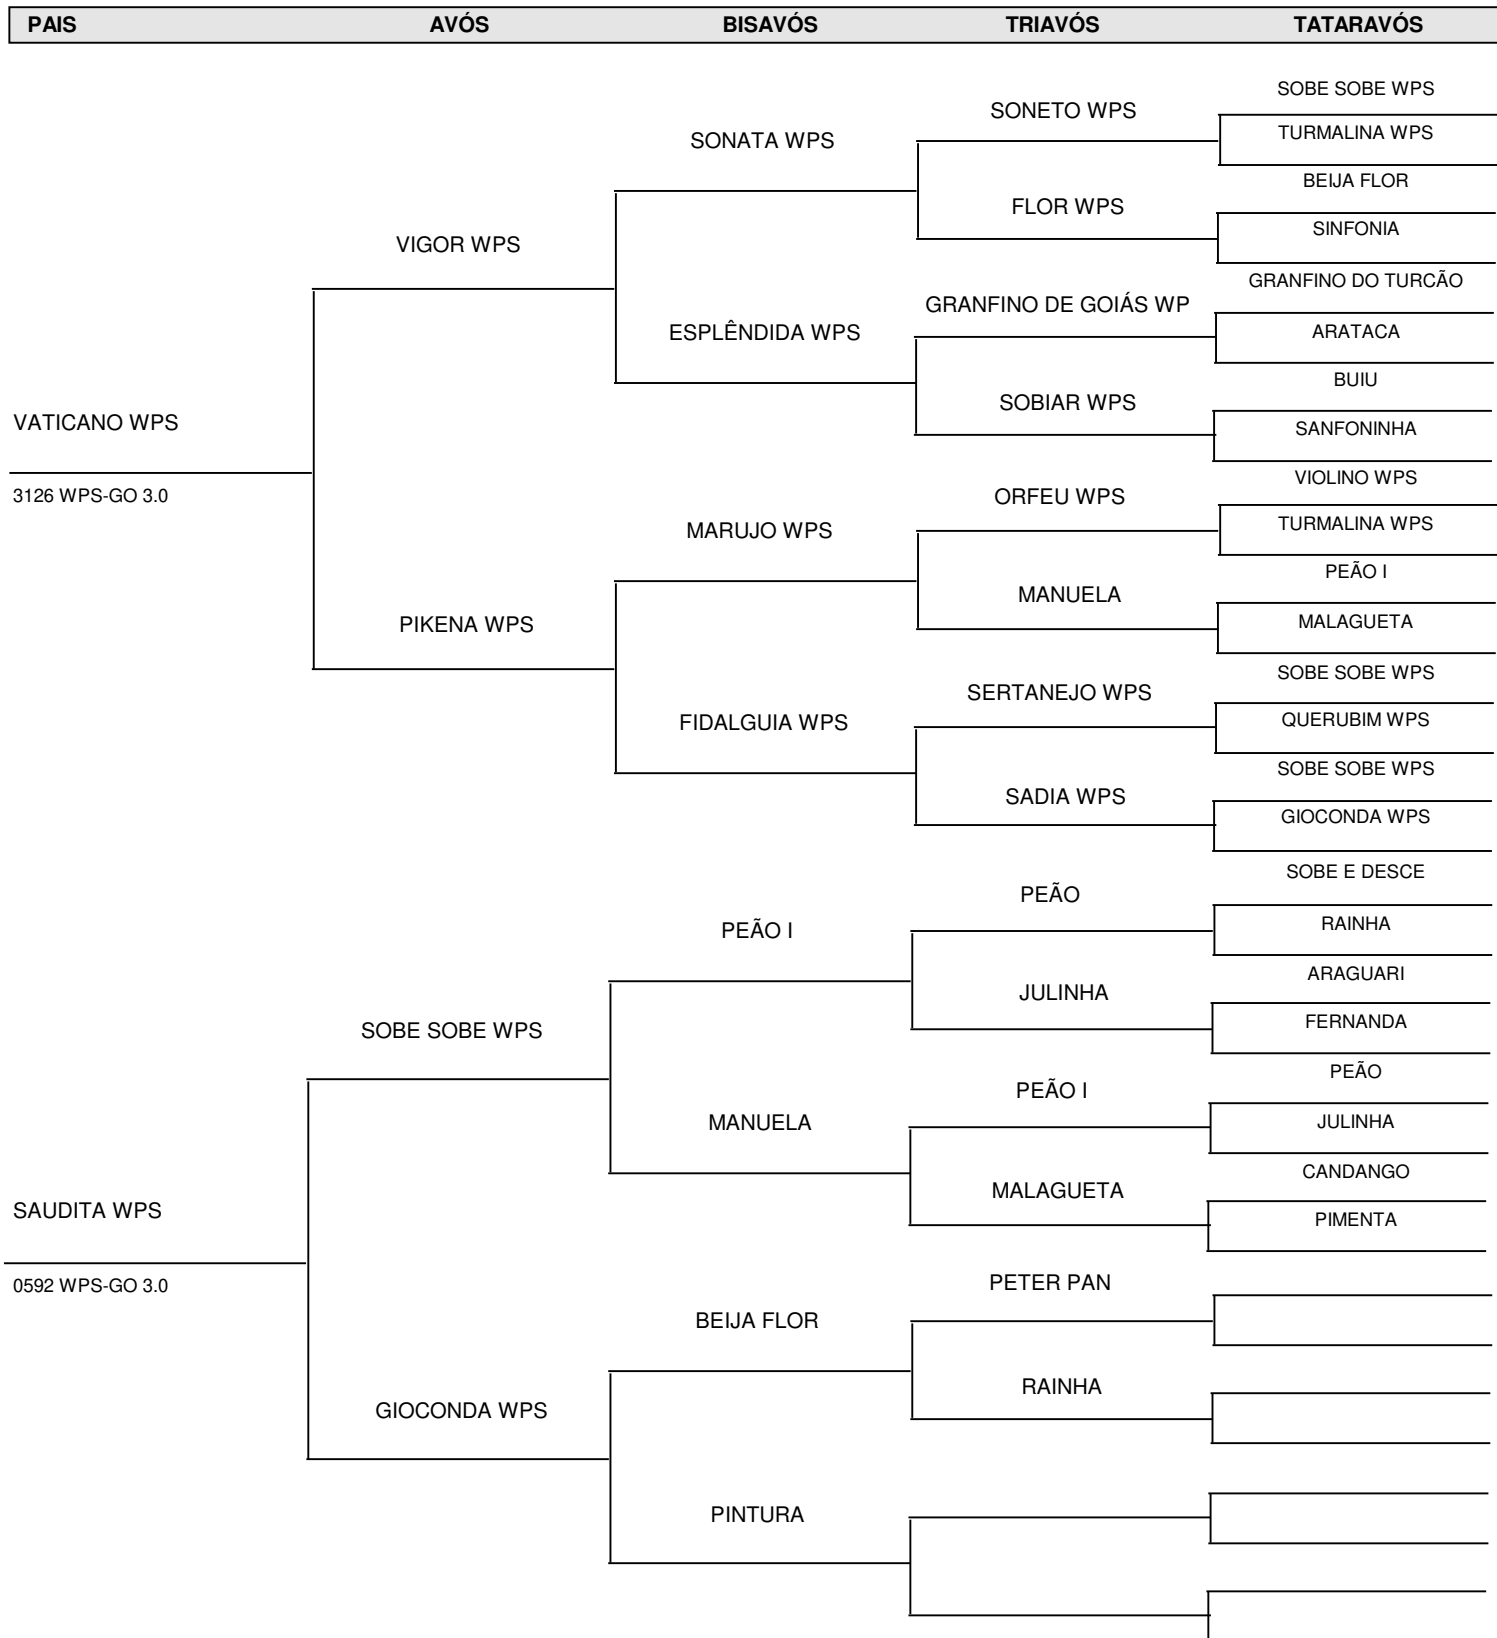 PAIS AVÓS BISAVÓS TRIAVÓS TATARAVÓS
SOBE SOBE WPS
SONETO WPS
TURMALINA WPS
SONATA WPS
BEIJA FLOR
FLOR WPS
SINFONIA
VIGOR WPS
GRANFINO DO TURCÃO
GRANFINO DE GOIÁS WP
ARATACA
ESPLÊNDIDA WPS
BUIU
SOBIAR WPS
SANFONINHA
VATICANO WPS
3126 WPS-GO 3.0
VIOLINO WPS
ORFEU WPS
TURMALINA WPS
MARUJO WPS
PEÃO I
MANUELA
MALAGUETA
PIKENA WPS
SOBE SOBE WPS
SERTANEJO WPS
QUERUBIM WPS
FIDALGUIA WPS
SOBE SOBE WPS
SADIA WPS
GIOCONDA WPS
SOBE E DESCE
PEÃO
RAINHA
PEÃO I
ARAGUARI
JULINHA
FERNANDA
SOBE SOBE WPS
PEÃO
PEÃO I
JULINHA
MANUELA
CANDANGO
MALAGUETA
PIMENTA
SAUDITA WPS
0592 WPS-GO 3.0
PETER PAN
BEIJA FLOR
RAINHA
GIOCONDA WPS
PINTURA